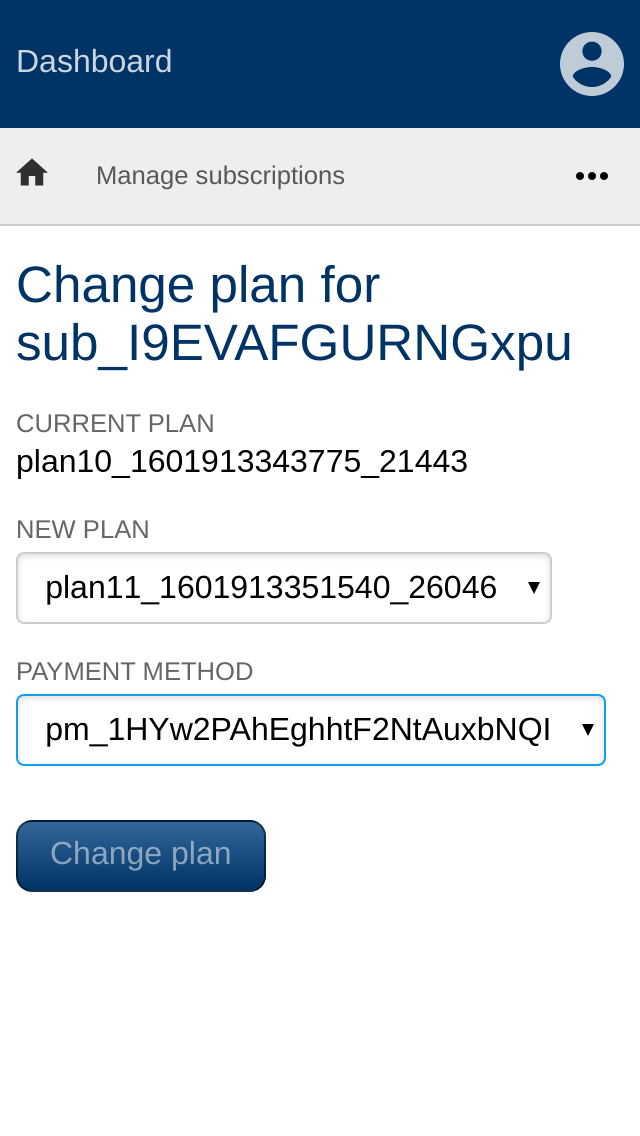 Dashboard
Manage subscriptions
Change plan for
sub_I9EVAFGURNGxpu
CURRENT PLAN
plan10_1601913343775_21443
NEW PLAN
plan11_1601913351540_26046
PAYMENT METHOD
pm_1HYw2PAhEghhtF2NtAuxbNQI
Change plan